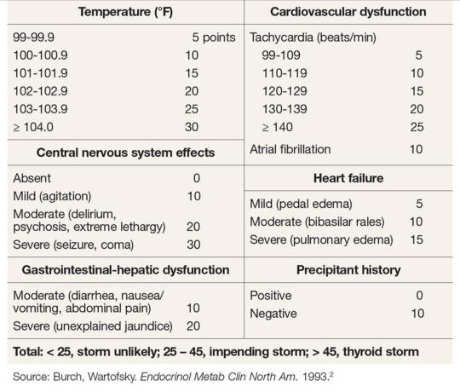 Temperature (°F)
99-99.9 5 points
100-100.9 10
101-101.9 15
102-102.9 20
103-103.9 25
≥ 104.0 30
Central nervous system effects
Absent 0
Mild (agitation) 10
Moderate (delirium,
psychosis, extreme lethargy) 20
Severe (seizure, coma) 30
Gastrointestinal-hepatic dysfunction
Moderate (diarrhea, nausea/
vomiting, abdominal pain) 10
Severe (unexplained jaundice) 20
Cardiovascular dysfunction
Tachycardia (beats/min)
99-109 5
110-119 10
120-129 15
130-139 20
≥ 140 25
Atrial fibrillation 10
Heart failure
Mild (pedal edema) 5
Moderate (bibasilar rales) 10
Severe (pulmonary edema) 15
Precipitant history
Positive 0
Negative 10
Total: < 25, storm unlikely; 25 – 45, impending storm; > 45, thyroid storm
Source: Burch, Wartofsky. Endocrinol Metab Clin North Am. 1993.²